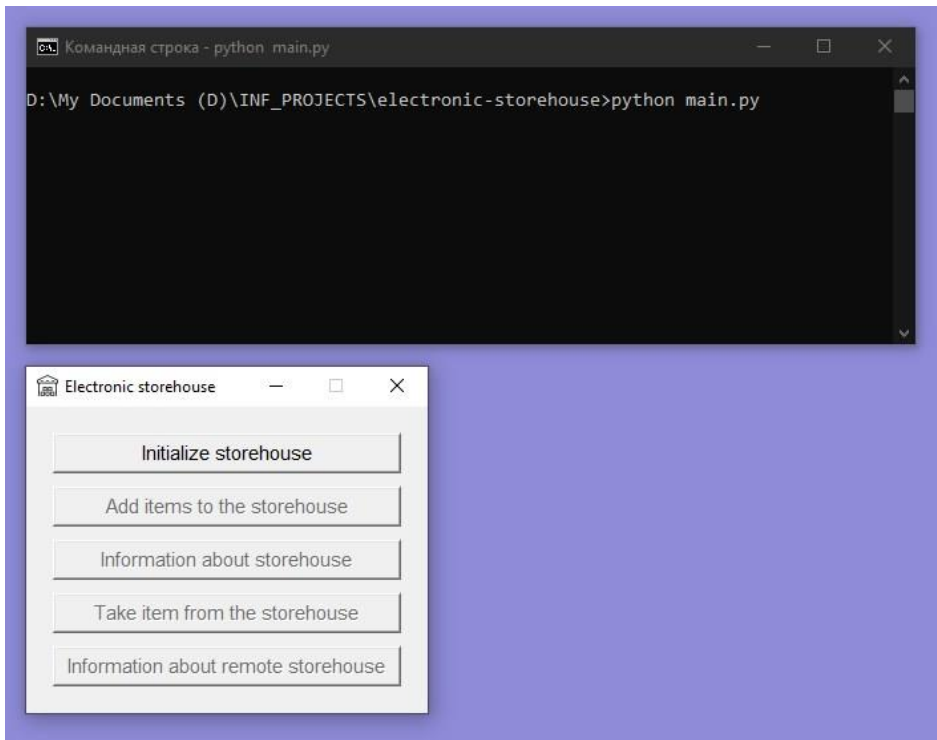 Командная строка - python main.py
D:\My Documents (D)\INF_PROJECTS\electronic-storehouse>python main.py
Electronic storehouse
Initialize storehouse
Add items to the storehouse
Information about storehouse
Take item from the storehouse
Information about remote storehouse